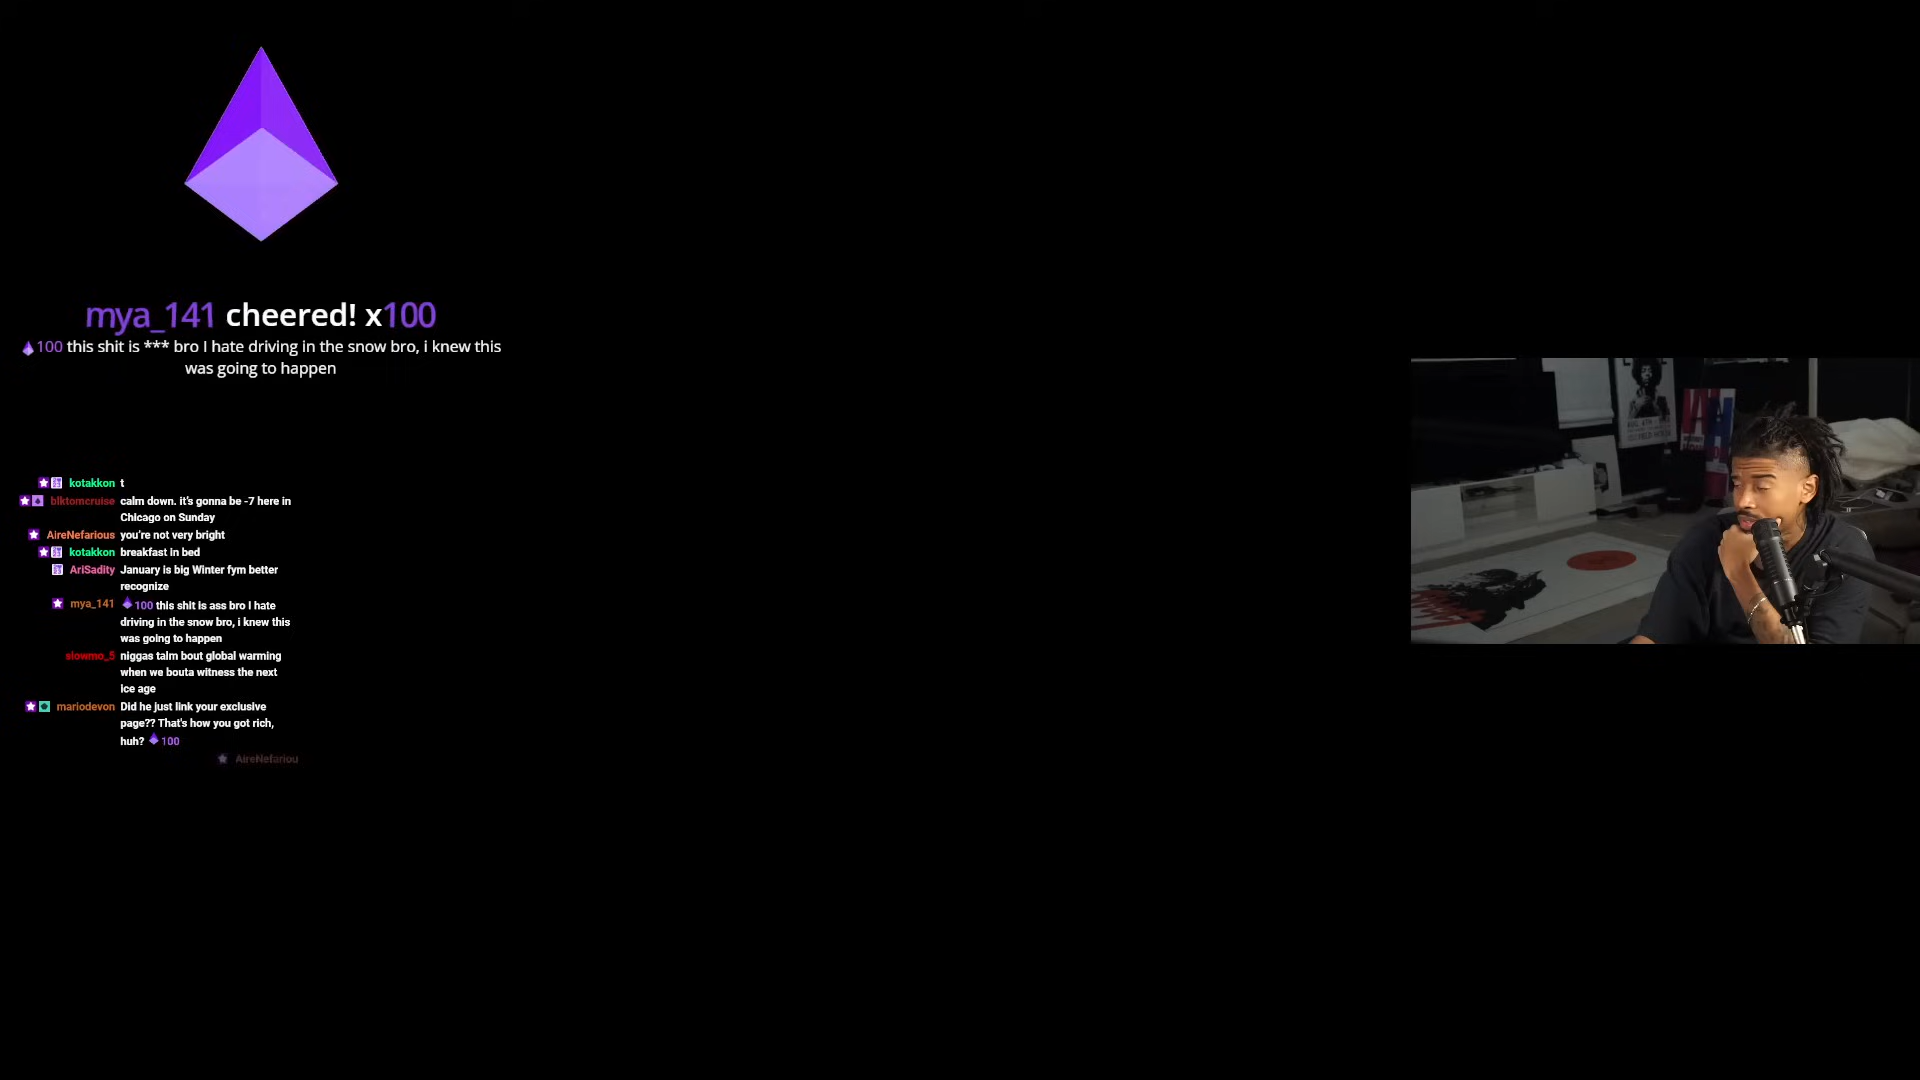 mya_141 cheered! x100
100 this shit is *** bro I hate driving in the snow bro, i knew this
was going to happen
kotakkon t
blktomcruise calm down. it's gonna be -7 here in
Chicago on Sunday
AireNefarious you're not very bright
kotakkon breakfast in bed
AriSadity January is big Winter fym better
recognize
mya_141 100 this shit is ass bro I hate
driving in the snow bro, i knew this
was going to happen
slowmo_5 niggas talm bout global warming
when we bouta witness the next
ice age
mariodevon Did he just link your exclusive
page?? That's how you got rich,
huh? 100
AireNefariou